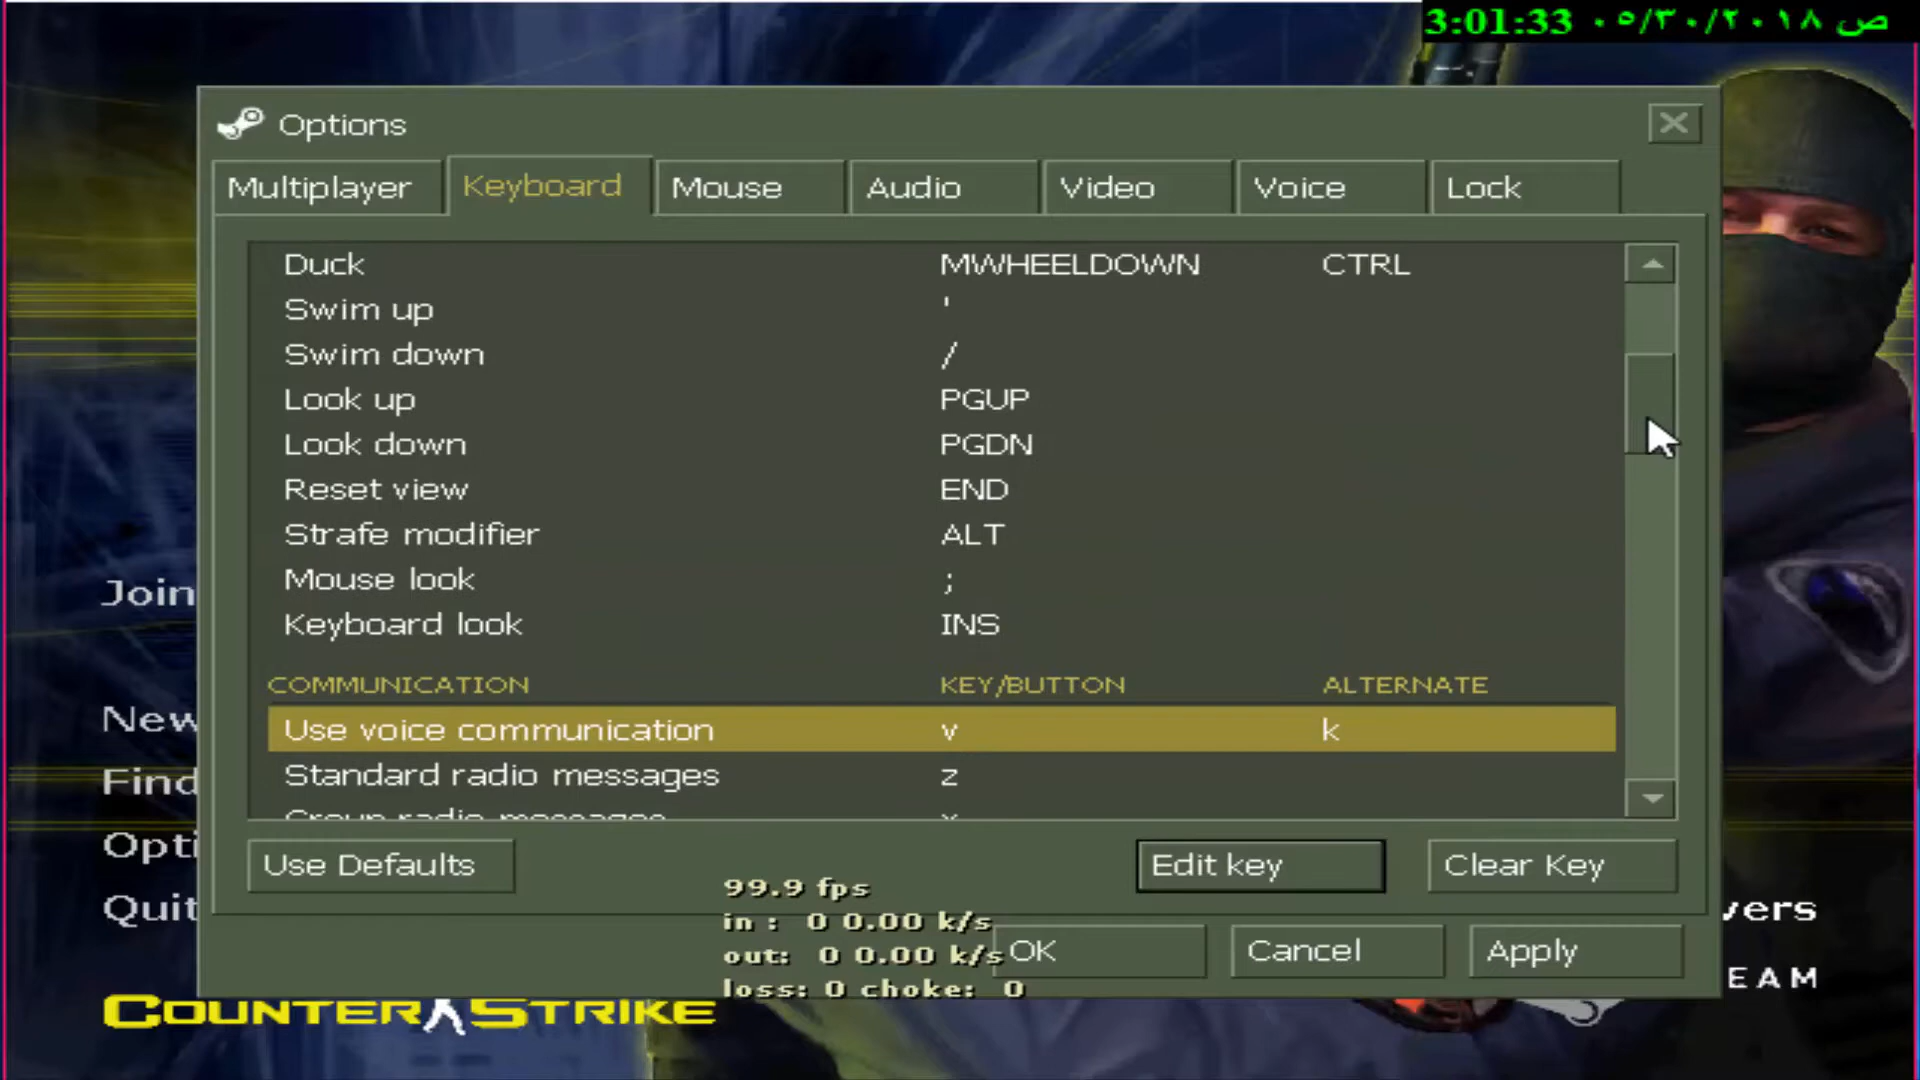 3:01:33 ٠٥/٣٠/٢٠١٨ ص
Options
Multiplayer Keyboard Mouse Audio Video Voice Lock
Duck MWHEELDOWN CTRL
Swim up '
Swim down /
Look up PGUP
Look down PGDN
Reset view END
Strafe modifier ALT
Mouse look ;
Keyboard look INS
COMMUNICATION KEY/BUTTON ALTERNATE
Use voice communication v k
Standard radio messages z
Group radio messages x
Use Defaults Edit key Clear Key
OK Cancel Apply
99.9 fps
in : 0 0.00 k/s
out: 0 0.00 k/s
loss: 0 choke: 0
Join
New
Find
Opti
Quit
vers
EAM
COUNTER STRIKE